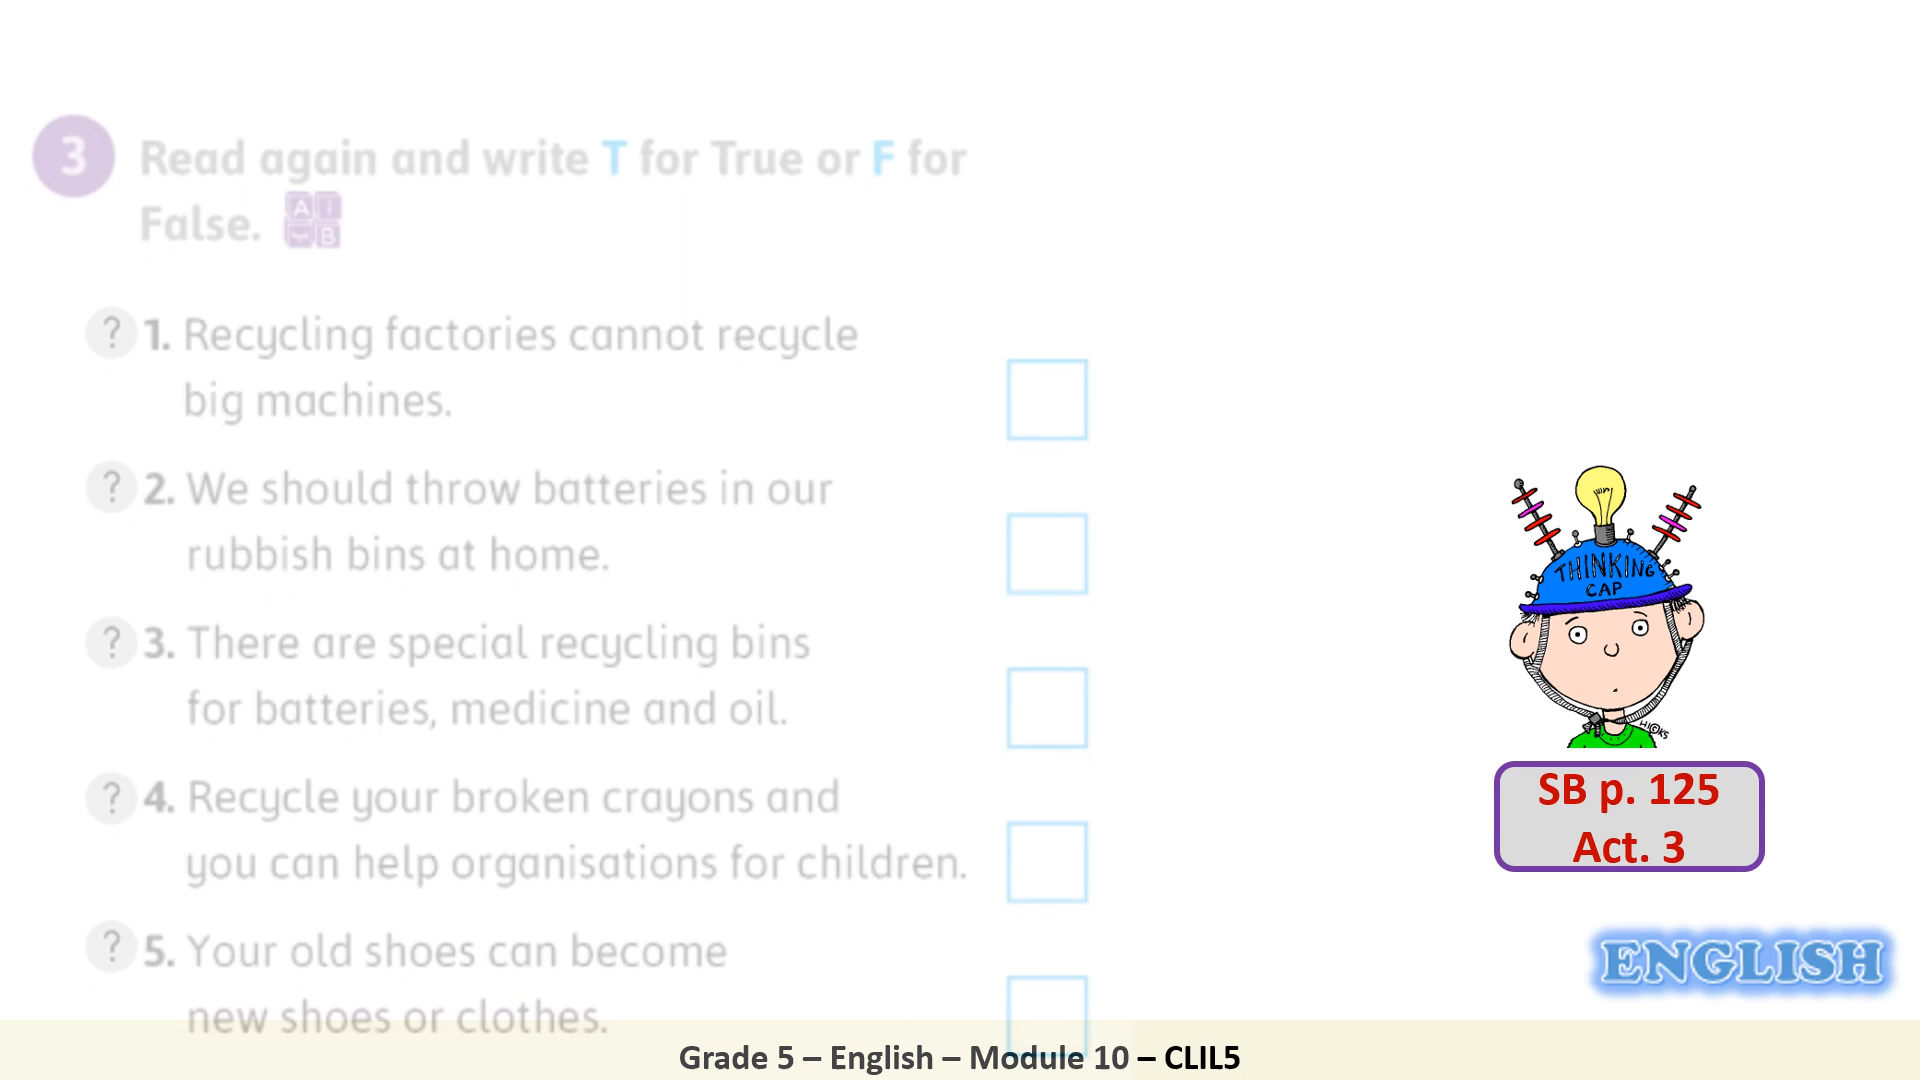 3 Read again and write T for True or F for
False. A i B
? 1. Recycling factories cannot recycle
big machines.
? 2. We should throw batteries in our
rubbish bins at home.
? 3. There are special recycling bins
for batteries, medicine and oil.
? 4. Recycle your broken crayons and
you can help organisations for children.
? 5. Your old shoes can become
new shoes or clothes.
THINKING
CAP
HICKS
SB p. 125
Act. 3
ENGLISH
Grade 5 – English – Module 10 – CLIL5